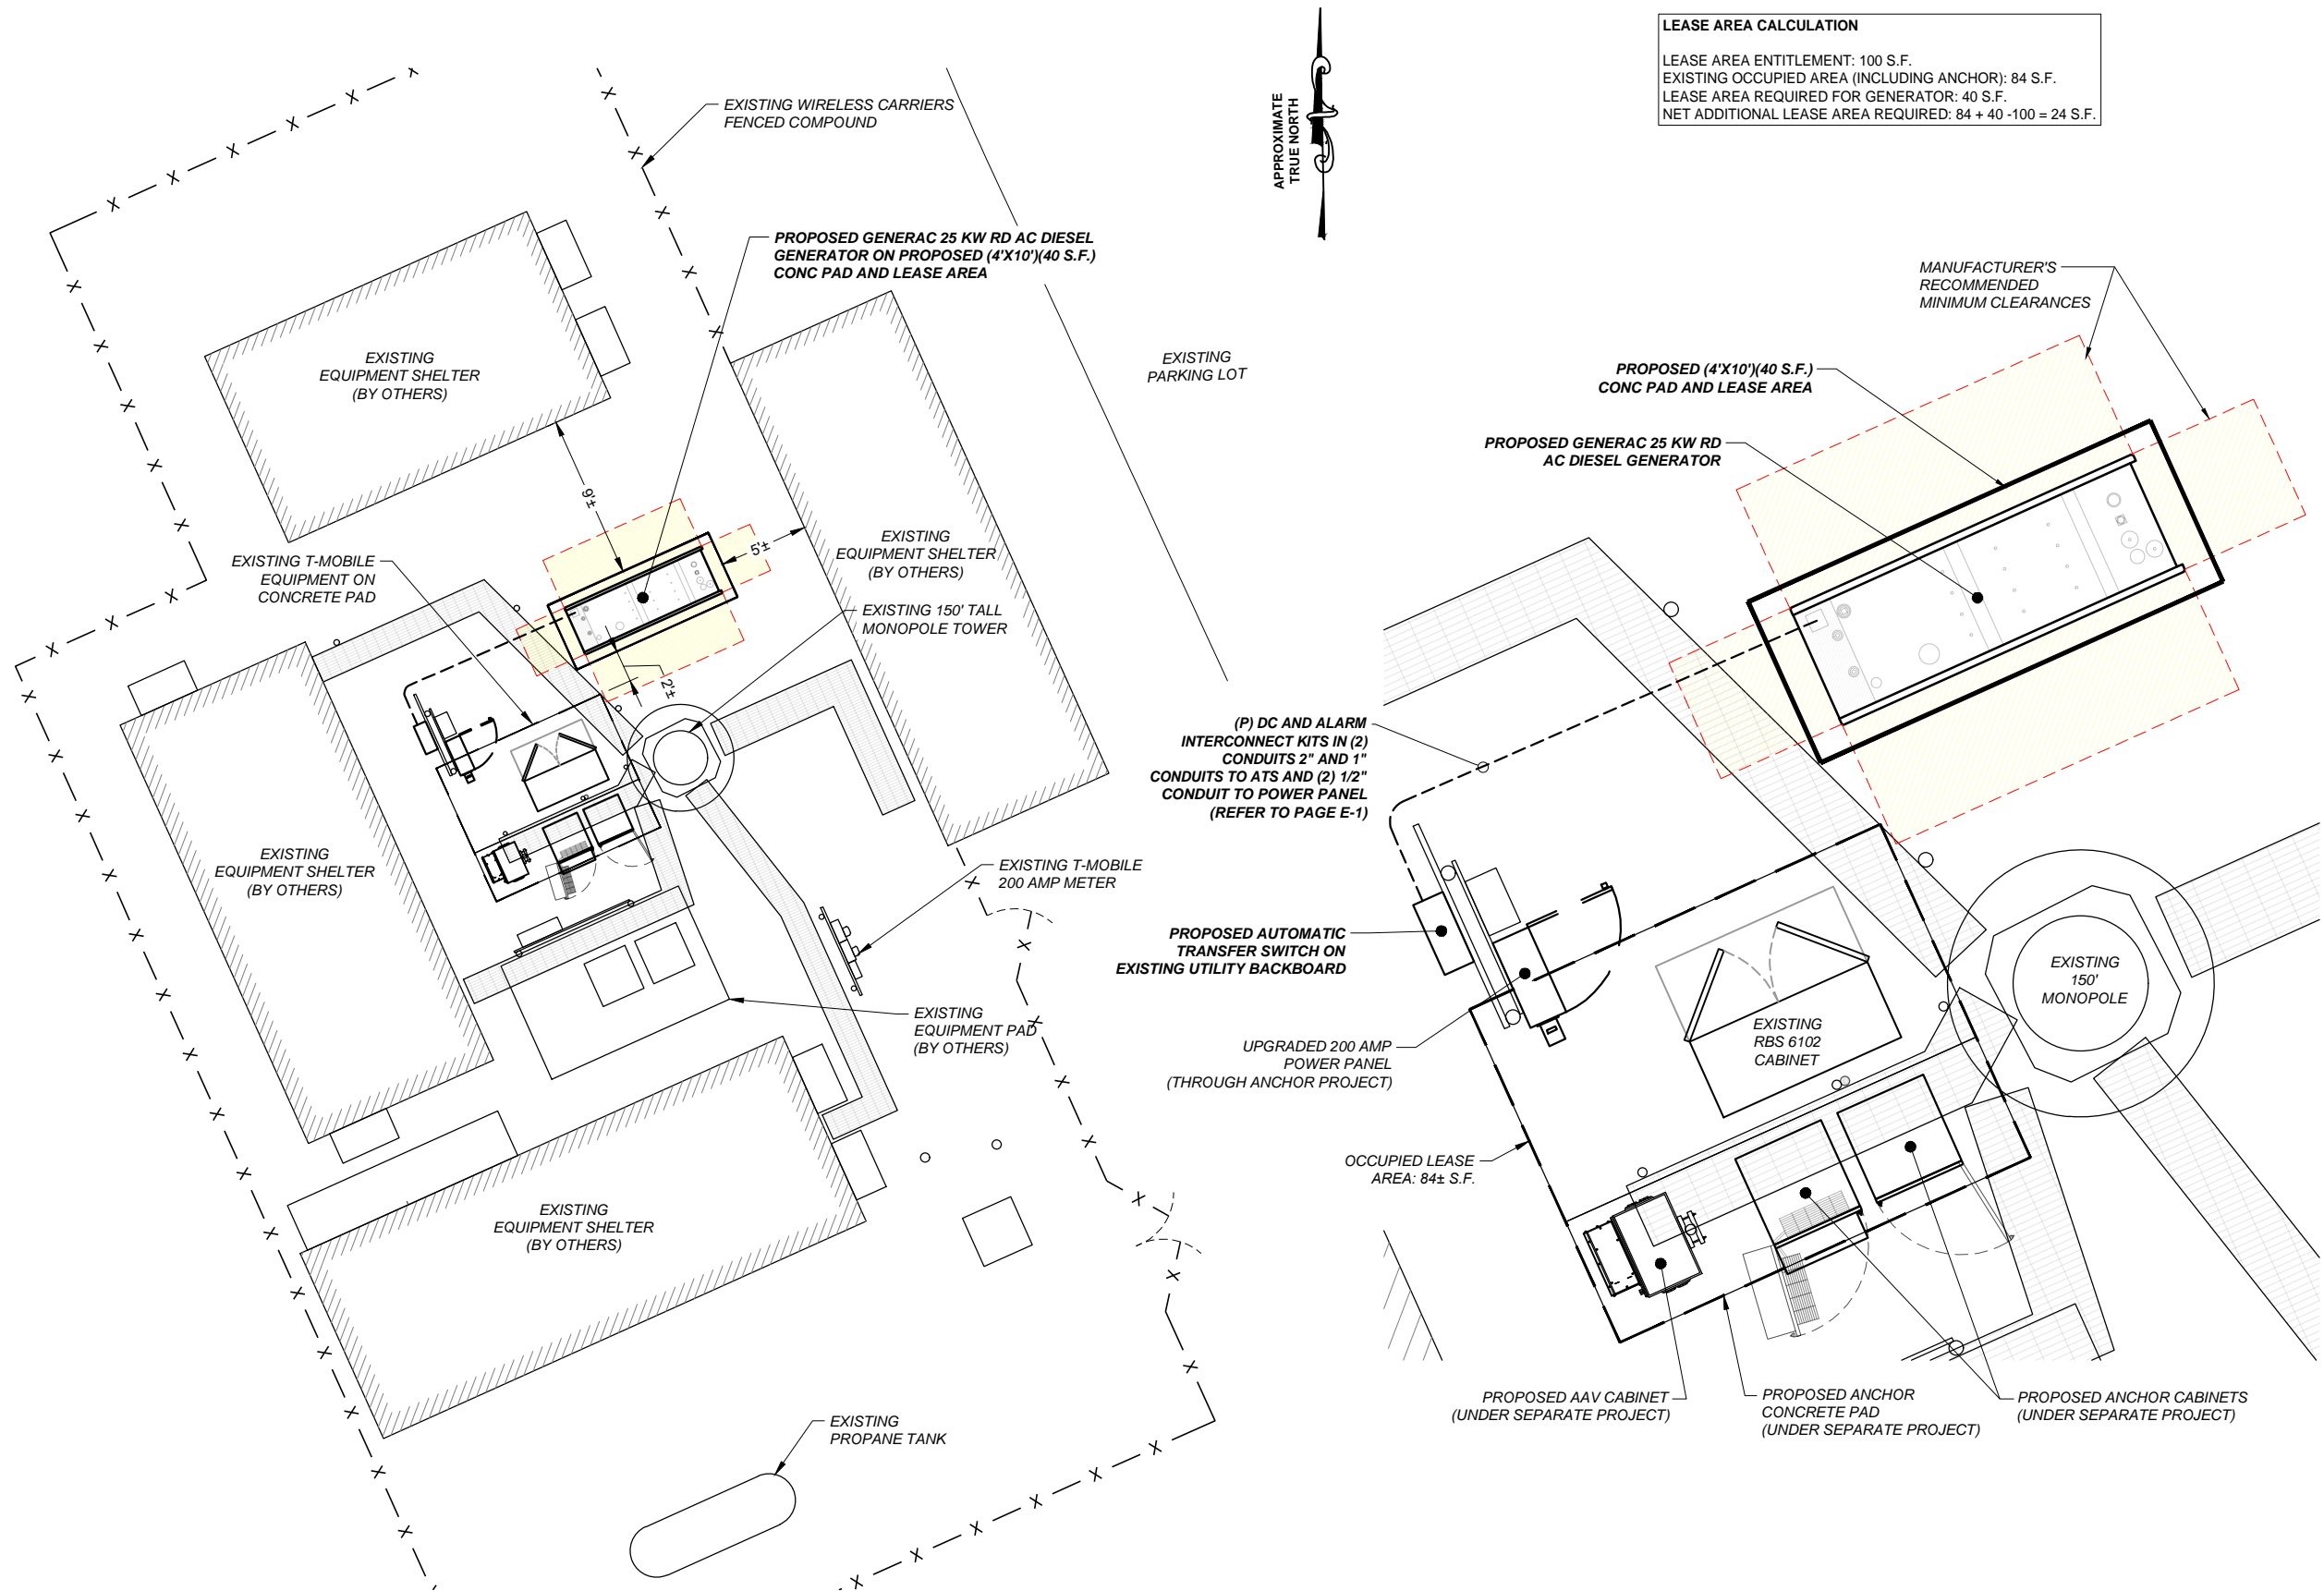 LEASE AREA CALCULATION
LEASE AREA ENTITLEMENT: 100 S.F.
EXISTING OCCUPIED AREA (INCLUDING ANCHOR): 84 S.F.
LEASE AREA REQUIRED FOR GENERATOR: 40 S.F.
NET ADDITIONAL LEASE AREA REQUIRED: 84 + 40 -100 = 24 S.F.
APPROXIMATE
TRUE NORTH
EXISTING WIRELESS CARRIERS
FENCED COMPOUND
PROPOSED GENERAC 25 KW RD AC DIESEL
GENERATOR ON PROPOSED (4'X10')(40 S.F.)
CONC PAD AND LEASE AREA
EXISTING
EQUIPMENT SHELTER
(BY OTHERS)
EXISTING
PARKING LOT
9'±
5'±
2'±
EXISTING T-MOBILE
EQUIPMENT ON
CONCRETE PAD
EXISTING
EQUIPMENT SHELTER
(BY OTHERS)
EXISTING 150' TALL
MONOPOLE TOWER
EXISTING
EQUIPMENT SHELTER
(BY OTHERS)
EXISTING T-MOBILE
200 AMP METER
EXISTING
EQUIPMENT PAD
(BY OTHERS)
EXISTING
EQUIPMENT SHELTER
(BY OTHERS)
EXISTING
PROPANE TANK
MANUFACTURER'S
RECOMMENDED
MINIMUM CLEARANCES
PROPOSED (4'X10')(40 S.F.)
CONC PAD AND LEASE AREA
PROPOSED GENERAC 25 KW RD
AC DIESEL GENERATOR
(P) DC AND ALARM
INTERCONNECT KITS IN (2)
CONDUITS 2" AND 1"
CONDUITS TO ATS AND (2) 1/2"
CONDUIT TO POWER PANEL
(REFER TO PAGE E-1)
PROPOSED AUTOMATIC
TRANSFER SWITCH ON
EXISTING UTILITY BACKBOARD
EXISTING
150'
MONOPOLE
EXISTING
RBS 6102
CABINET
UPGRADED 200 AMP
POWER PANEL
(THROUGH ANCHOR PROJECT)
OCCUPIED LEASE
AREA: 84± S.F.
PROPOSED AAV CABINET
(UNDER SEPARATE PROJECT)
PROPOSED ANCHOR
CONCRETE PAD
(UNDER SEPARATE PROJECT)
PROPOSED ANCHOR CABINETS
(UNDER SEPARATE PROJECT)